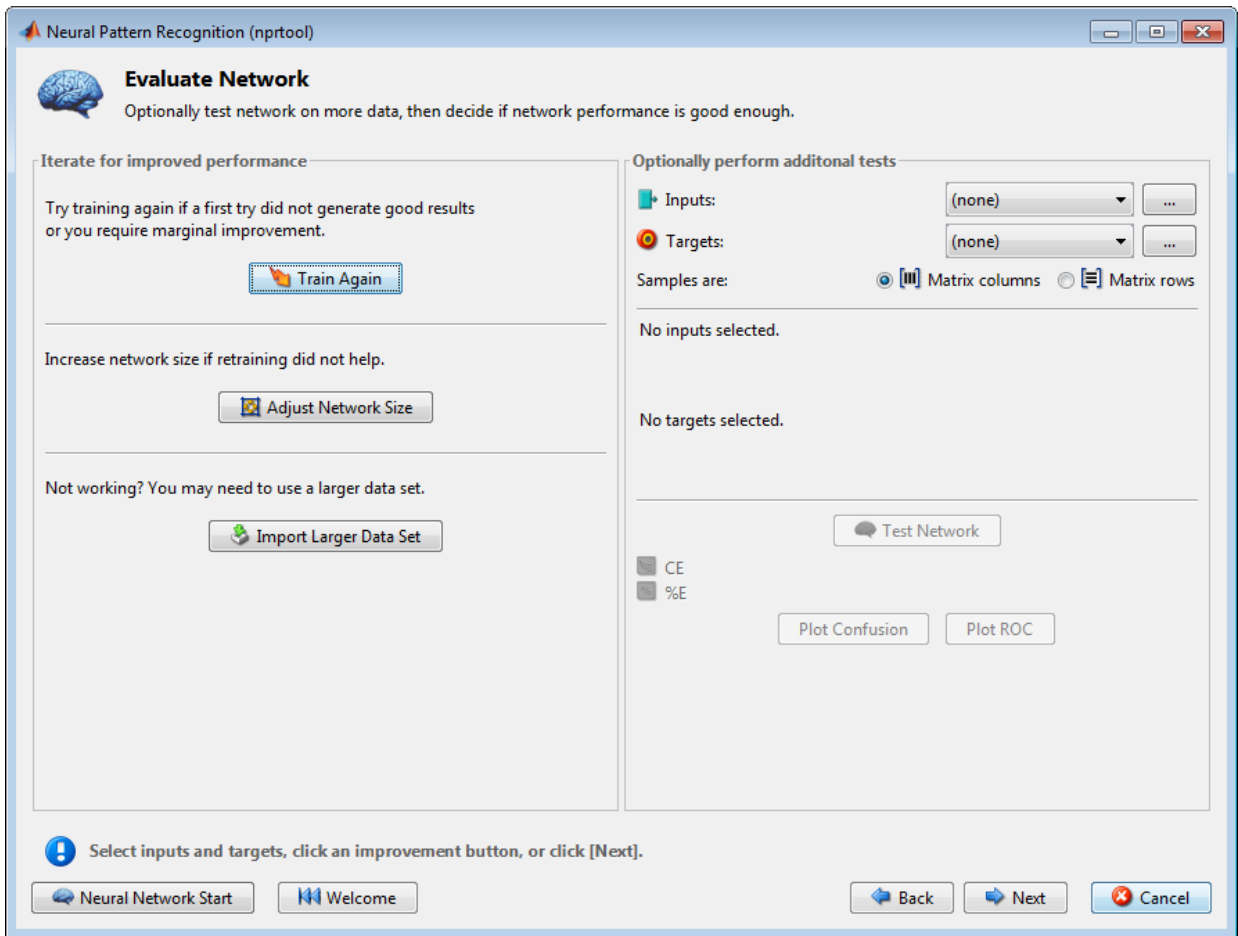 Neural Pattern Recognition (nprtool)
Evaluate Network
Optionally test network on more data, then decide if network performance is good enough.
Iterate for improved performance
Try training again if a first try did not generate good results
or you require marginal improvement.
Train Again
Increase network size if retraining did not help.
Adjust Network Size
Not working? You may need to use a larger data set.
Import Larger Data Set
Optionally perform additonal tests
Inputs: (none) ...
Targets: (none) ...
Samples are: Matrix columns Matrix rows
No inputs selected.
No targets selected.
Test Network
CE
%E
Plot Confusion Plot ROC
Select inputs and targets, click an improvement button, or click [Next].
Neural Network Start Welcome Back Next Cancel